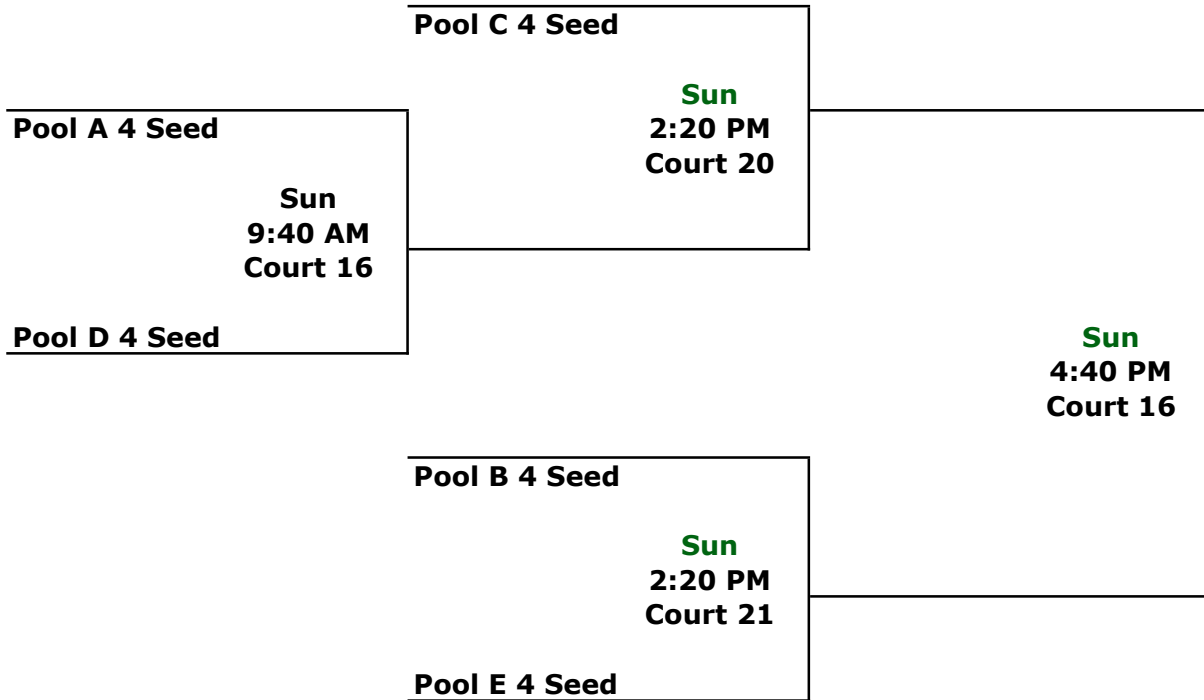 Pool C 4 Seed
Sun
2:20 PM
Court 20
Pool A 4 Seed
Sun
9:40 AM
Court 16
Pool D 4 Seed
Sun
4:40 PM
Court 16
Pool B 4 Seed
Sun
2:20 PM
Court 21
Pool E 4 Seed